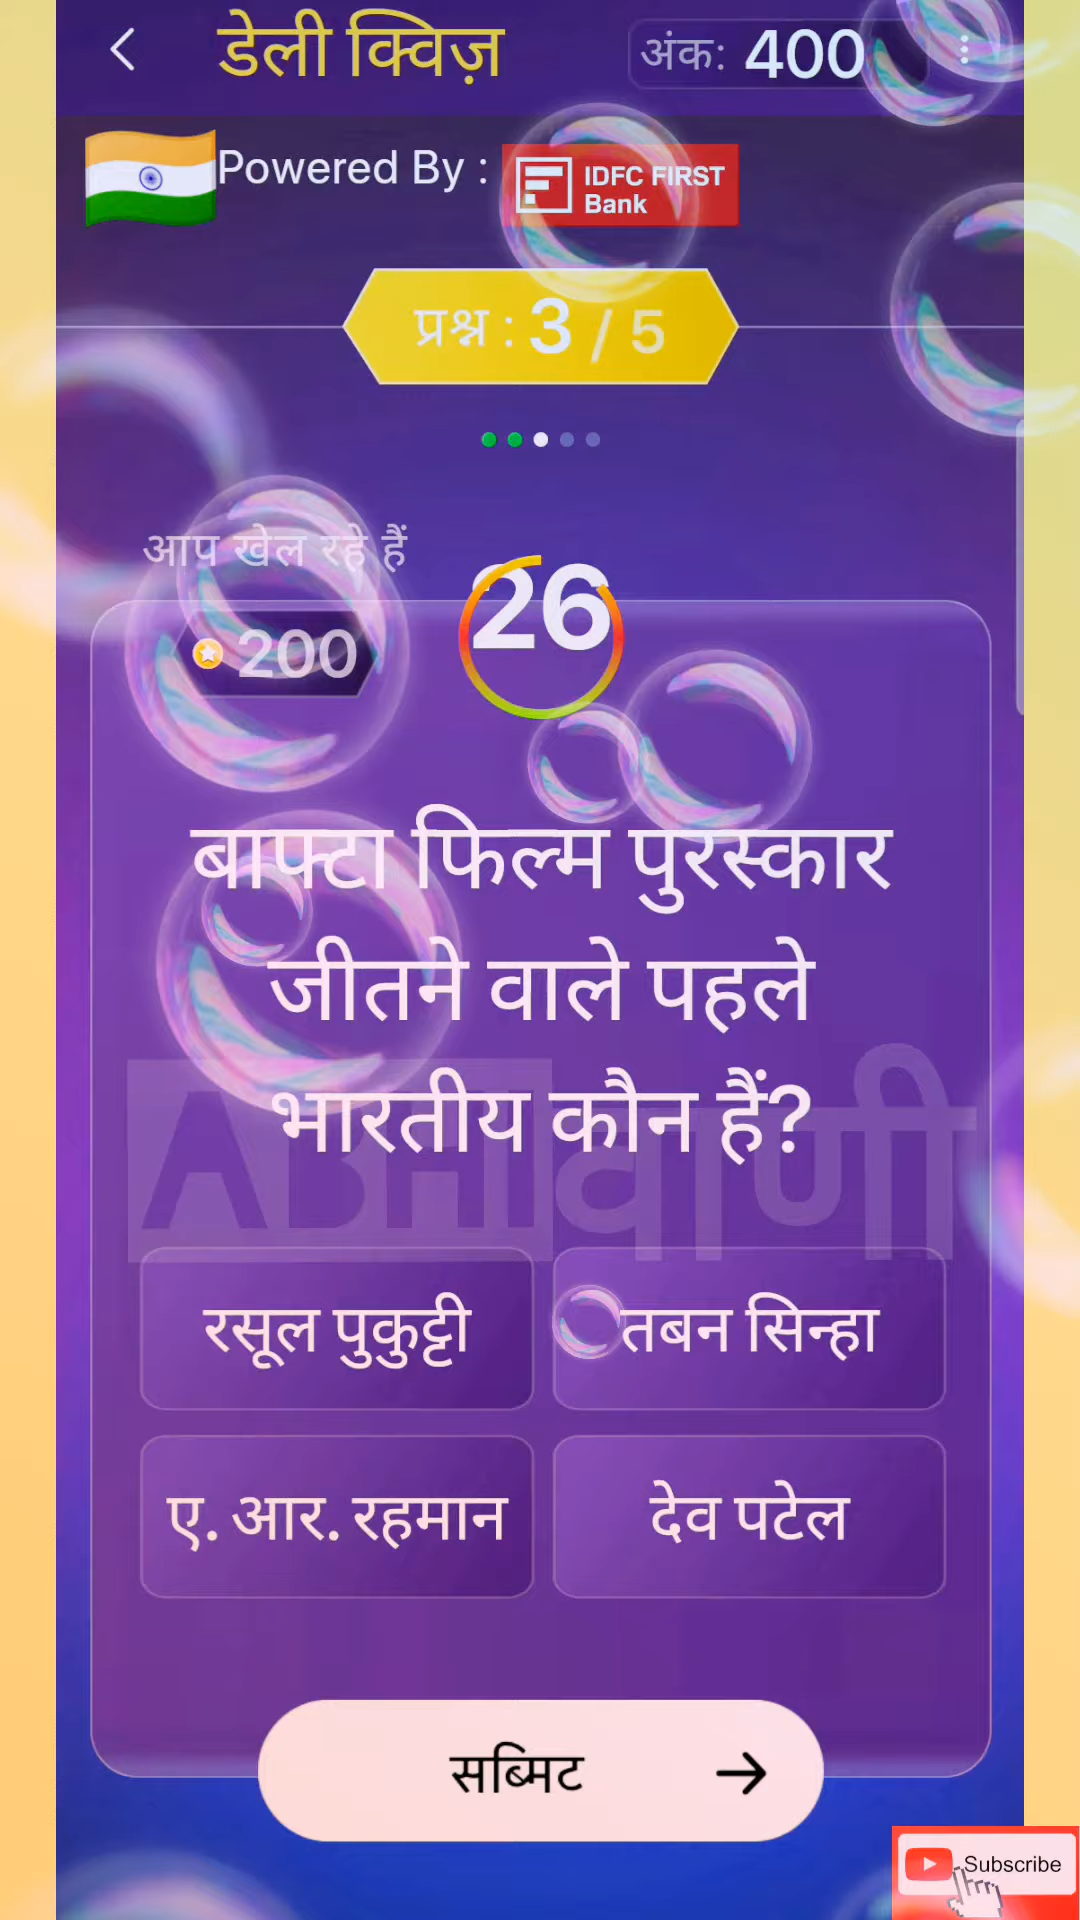 डेली क्विज़
अंक: 400
Powered By :
IDFC FIRST
Bank
प्रश्न : 3 / 5
आप खेल रहे हैं
26
200
बाफ्टा फिल्म पुरस्कार
जीतने वाले पहले
भारतीय कौन हैं?
ABHIवाणी
रसूल पुकुट्टी
तबन सिन्हा
ए. आर. रहमान
देव पटेल
सब्मिट
Subscribe